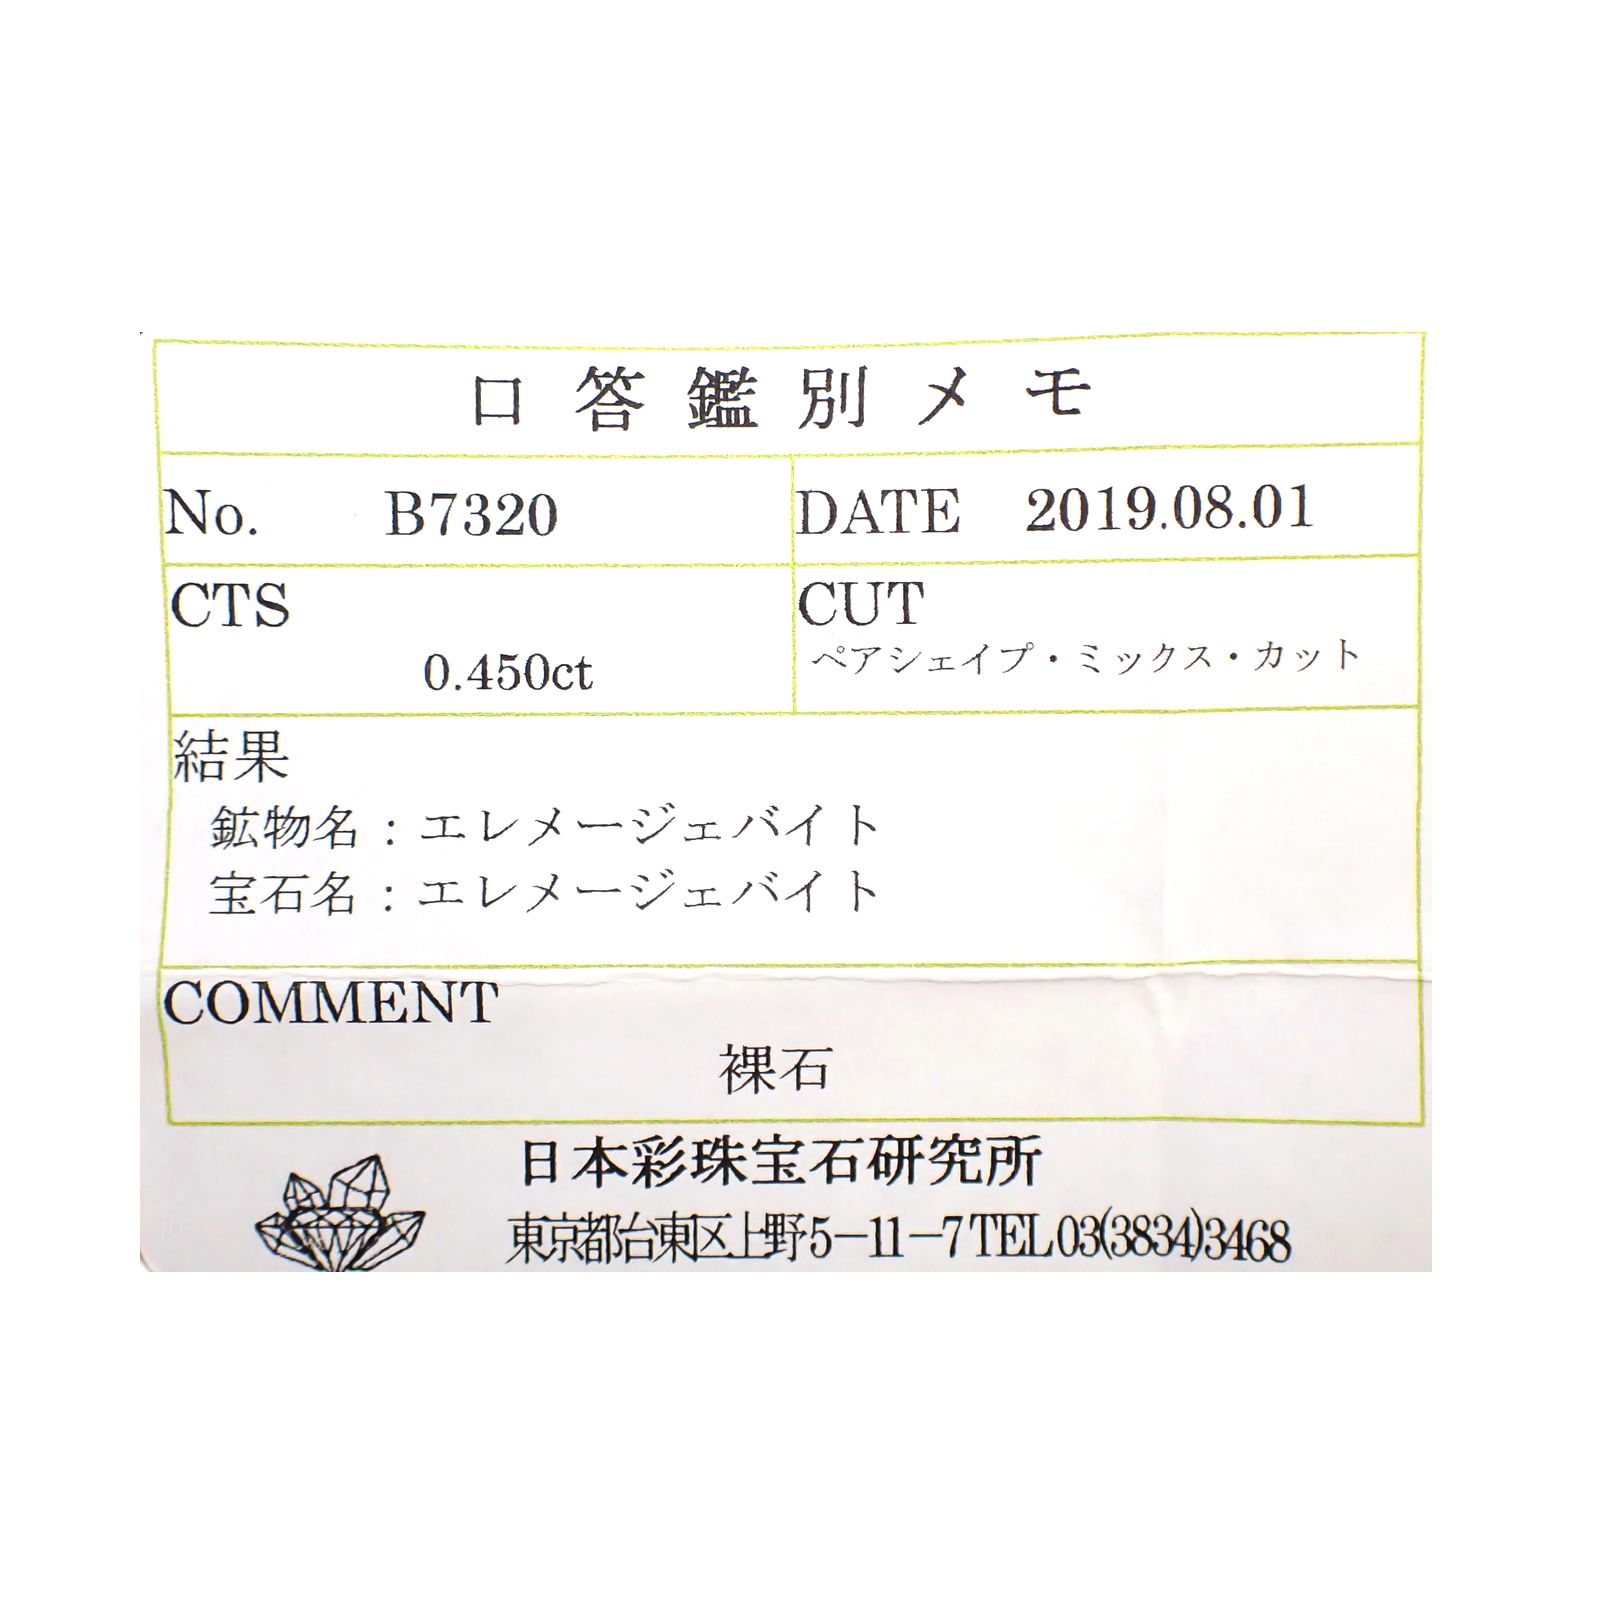 口答鑑別メモ
No. B7320 DATE 2019.08.01
CTS CUT
0.450ct ペアシェイプ・ミックス・カット
結果
鉱物名：エレメージェバイト
宝石名：エレメージェバイト
COMMENT
裸石
日本彩珠宝石研究所
東京都台東区上野5-11-7 TEL 03(3834)3468